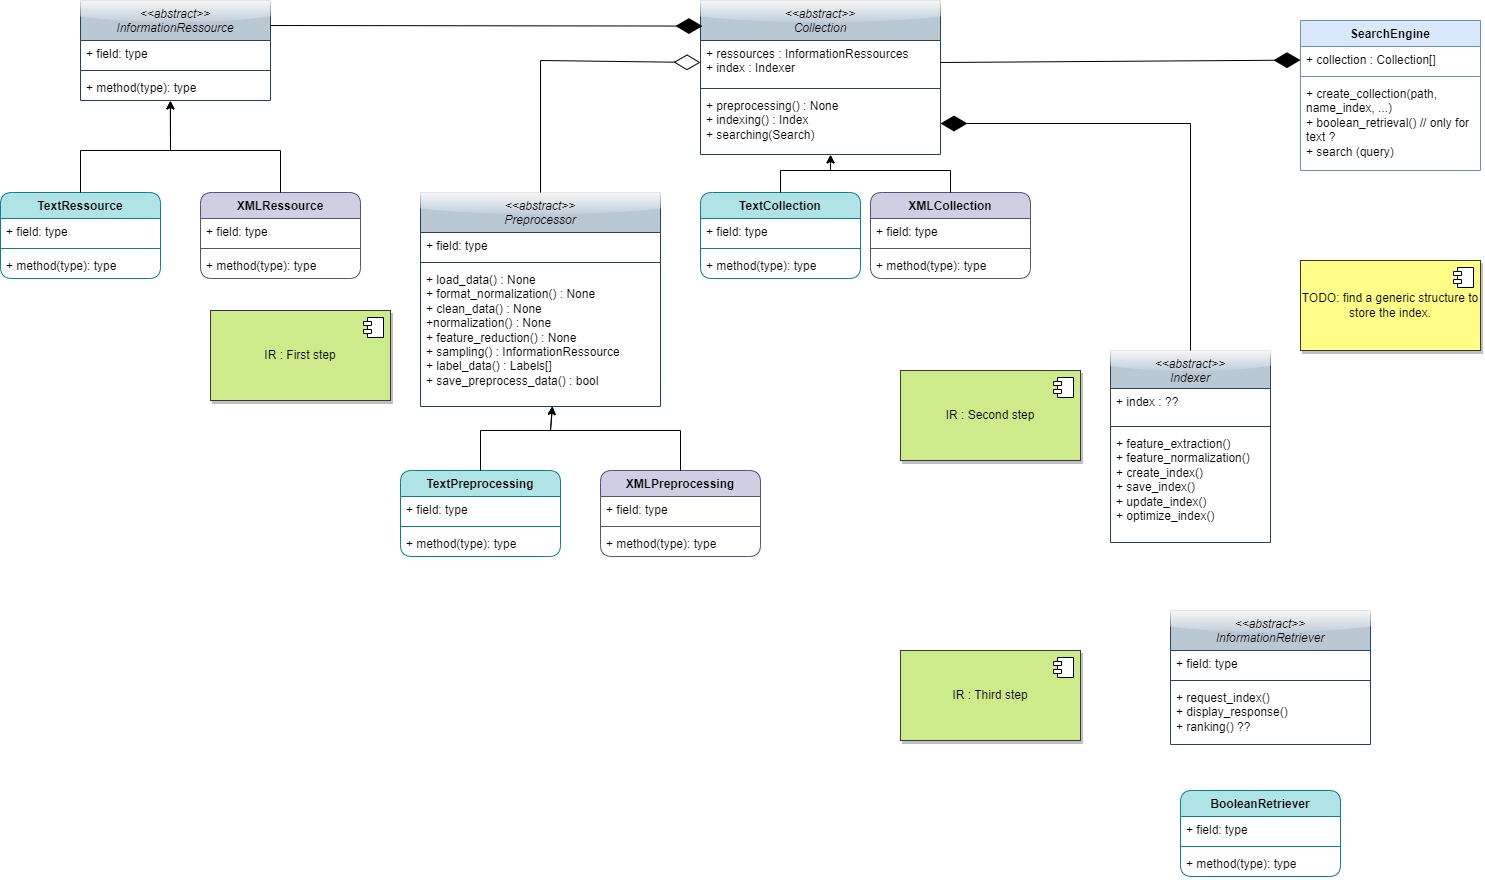 <<abstract>>
InformationRessource
+ field: type
+ method(type): type
<<abstract>>
Collection
+ ressources : InformationRessources
+ index : Indexer
+ preprocessing() : None
+ indexing() : Index
+ searching(Search)
SearchEngine
+ collection : Collection[]
+ create_collection(path,
name_index, ...)
+ boolean_retrieval() // only for
text ?
+ search (query)
TextRessource
+ field: type
+ method(type): type
XMLRessource
+ field: type
+ method(type): type
<<abstract>>
Preprocessor
+ field: type
+ load_data() : None
+ format_normalization() : None
+ clean_data() : None
+normalization() : None
+ feature_reduction() : None
+ sampling() : InformationRessource
+ label_data() : Labels[]
+ save_preprocess_data() : bool
TextCollection
+ field: type
+ method(type): type
XMLCollection
+ field: type
+ method(type): type
TODO: find a generic structure to
store the index.
IR : First step
IR : Second step
<<abstract>>
Indexer
+ index : ??
+ feature_extraction()
+ feature_normalization()
+ create_index()
+ save_index()
+ update_index()
+ optimize_index()
TextPreprocessing
+ field: type
+ method(type): type
XMLPreprocessing
+ field: type
+ method(type): type
IR : Third step
<<abstract>>
InformationRetriever
+ field: type
+ request_index()
+ display_response()
+ ranking() ??
BooleanRetriever
+ field: type
+ method(type): type